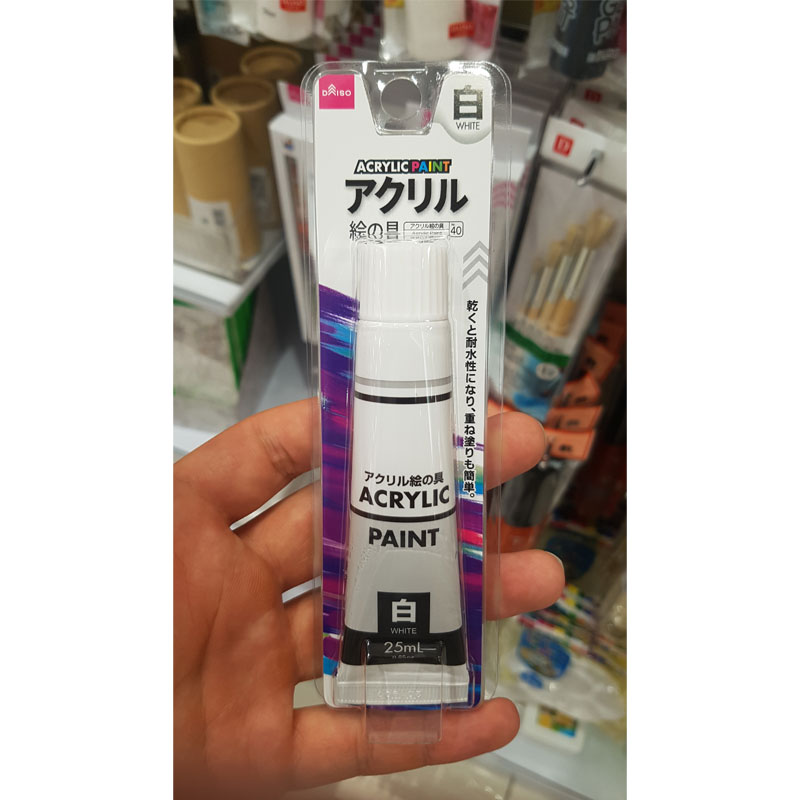 DAISO
白
WHITE
ACRYLIC PAINT
アクリル
絵の具
アクリル絵の具
40
乾くと耐水性になり、重ね塗りも簡単。
アクリル絵の具
ACRYLIC
PAINT
白
WHITE
25mL
D